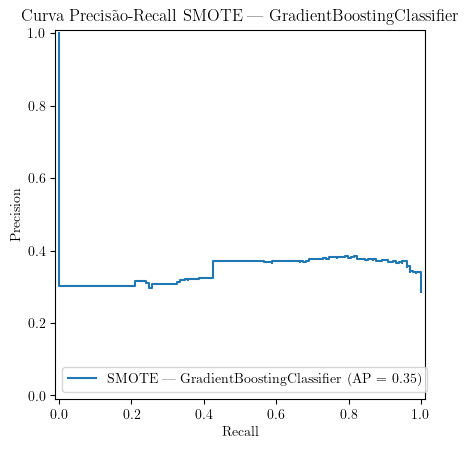 Curva Precisão-Recall SMOTE — GradientBoostingClassifier
1.0
0.8
0.6
0.4
0.2
0.0
Precision
SMOTE — GradientBoostingClassifier (AP = 0.35)
0.0 0.2 0.4 0.6 0.8 1.0
Recall